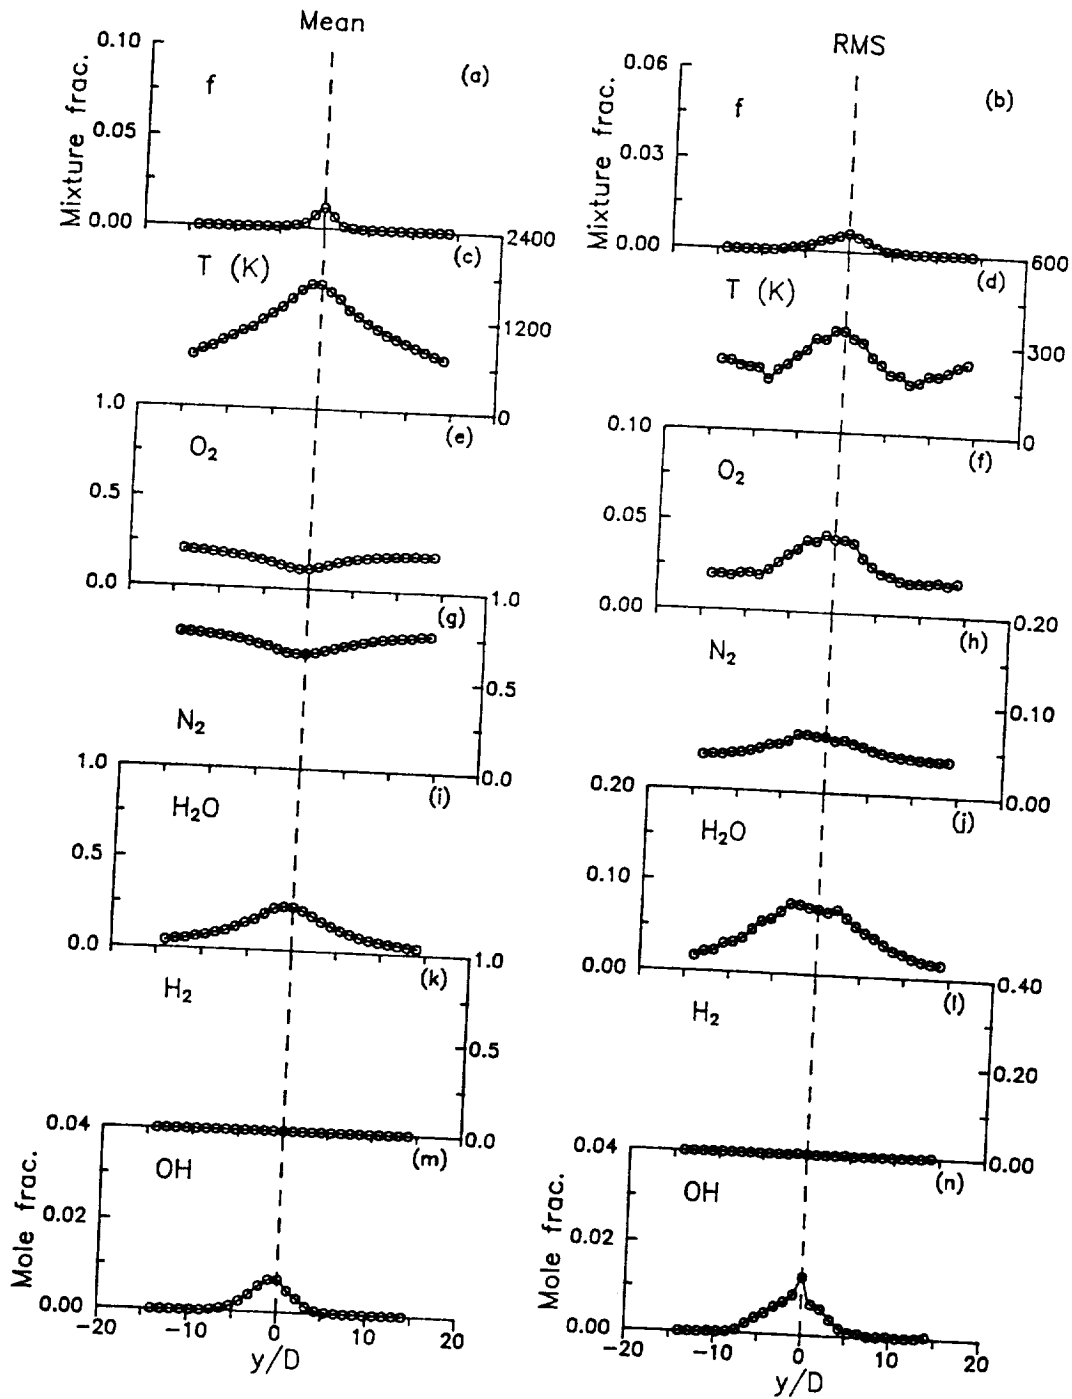 Mean
RMS
0.10
0.05
0.00
Mixture frac.
f
(a)
0.06
0.03
0.00
Mixture frac.
f
(b)
2400
1200
0
T (K)
(c)
600
300
0
T (K)
(d)
1.0
0.5
0.0
O₂
(e)
0.10
0.05
0.00
O₂
(f)
1.0
0.5
0.0
N₂
(g)
0.20
0.10
0.00
N₂
(h)
1.0
0.5
0.0
H₂O
(i)
0.20
0.10
0.00
H₂O
(j)
1.0
0.5
0.0
H₂
(k)
0.40
0.20
0.00
H₂
(l)
0.04
0.02
0.00
Mole frac.
OH
(m)
0.04
0.02
0.00
Mole frac.
OH
(n)
-20 -10 0 10 20
y/D
-20 -10 0 10 20
y/D